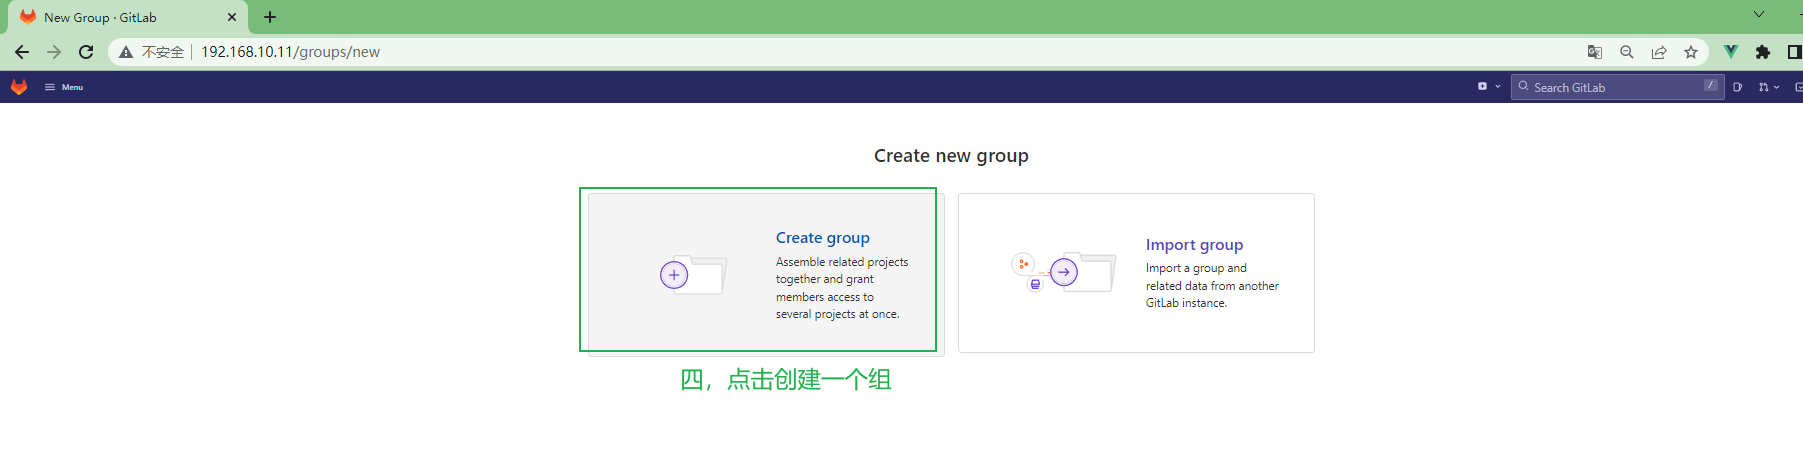 New Group · GitLab
不安全 192.168.10.11/groups/new
Menu
Search GitLab /
Create new group
Create group
Assemble related projects
together and grant
members access to
several projects at once.
Import group
Import a group and
related data from another
GitLab instance.
四，点击创建一个组